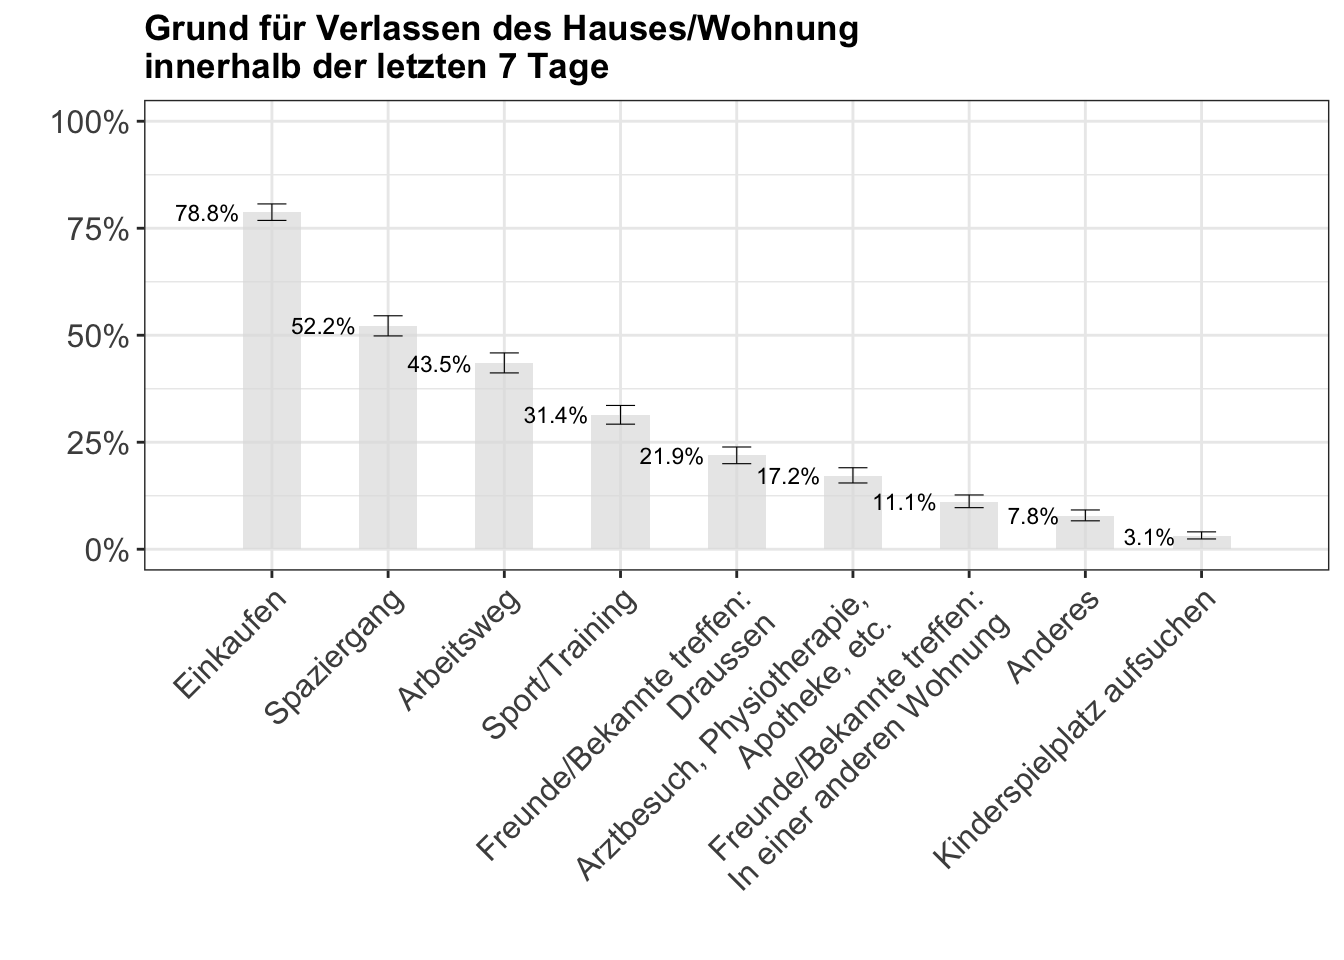 Grund für Verlassen des Hauses/Wohnung
innerhalb der letzten 7 Tage
100%
75%
50%
25%
0%
78.8%
52.2%
43.5%
31.4%
21.9%
17.2%
11.1%
7.8%
3.1%
Einkaufen
Spaziergang
Arbeitsweg
Sport/Training
Freunde/Bekannte treffen:
Draussen
Arztbesuch, Physiotherapie,
Apotheke, etc.
Freunde/Bekannte treffen:
In einer anderen Wohnung
Anderes
Kinderspielplatz aufsuchen